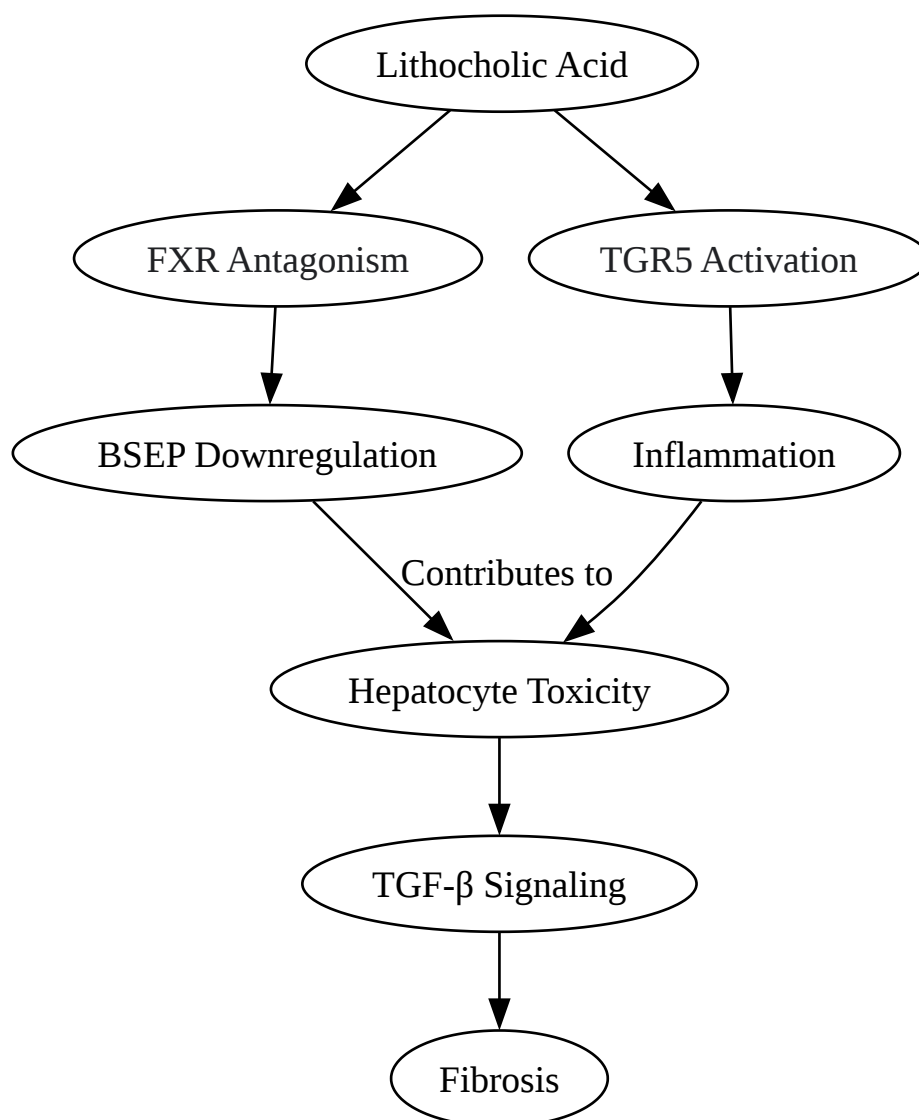 Lithocholic Acid
FXR Antagonism
TGR5 Activation
BSEP Downregulation
Inflammation
Contributes to
Hepatocyte Toxicity
TGF-β Signaling
Fibrosis